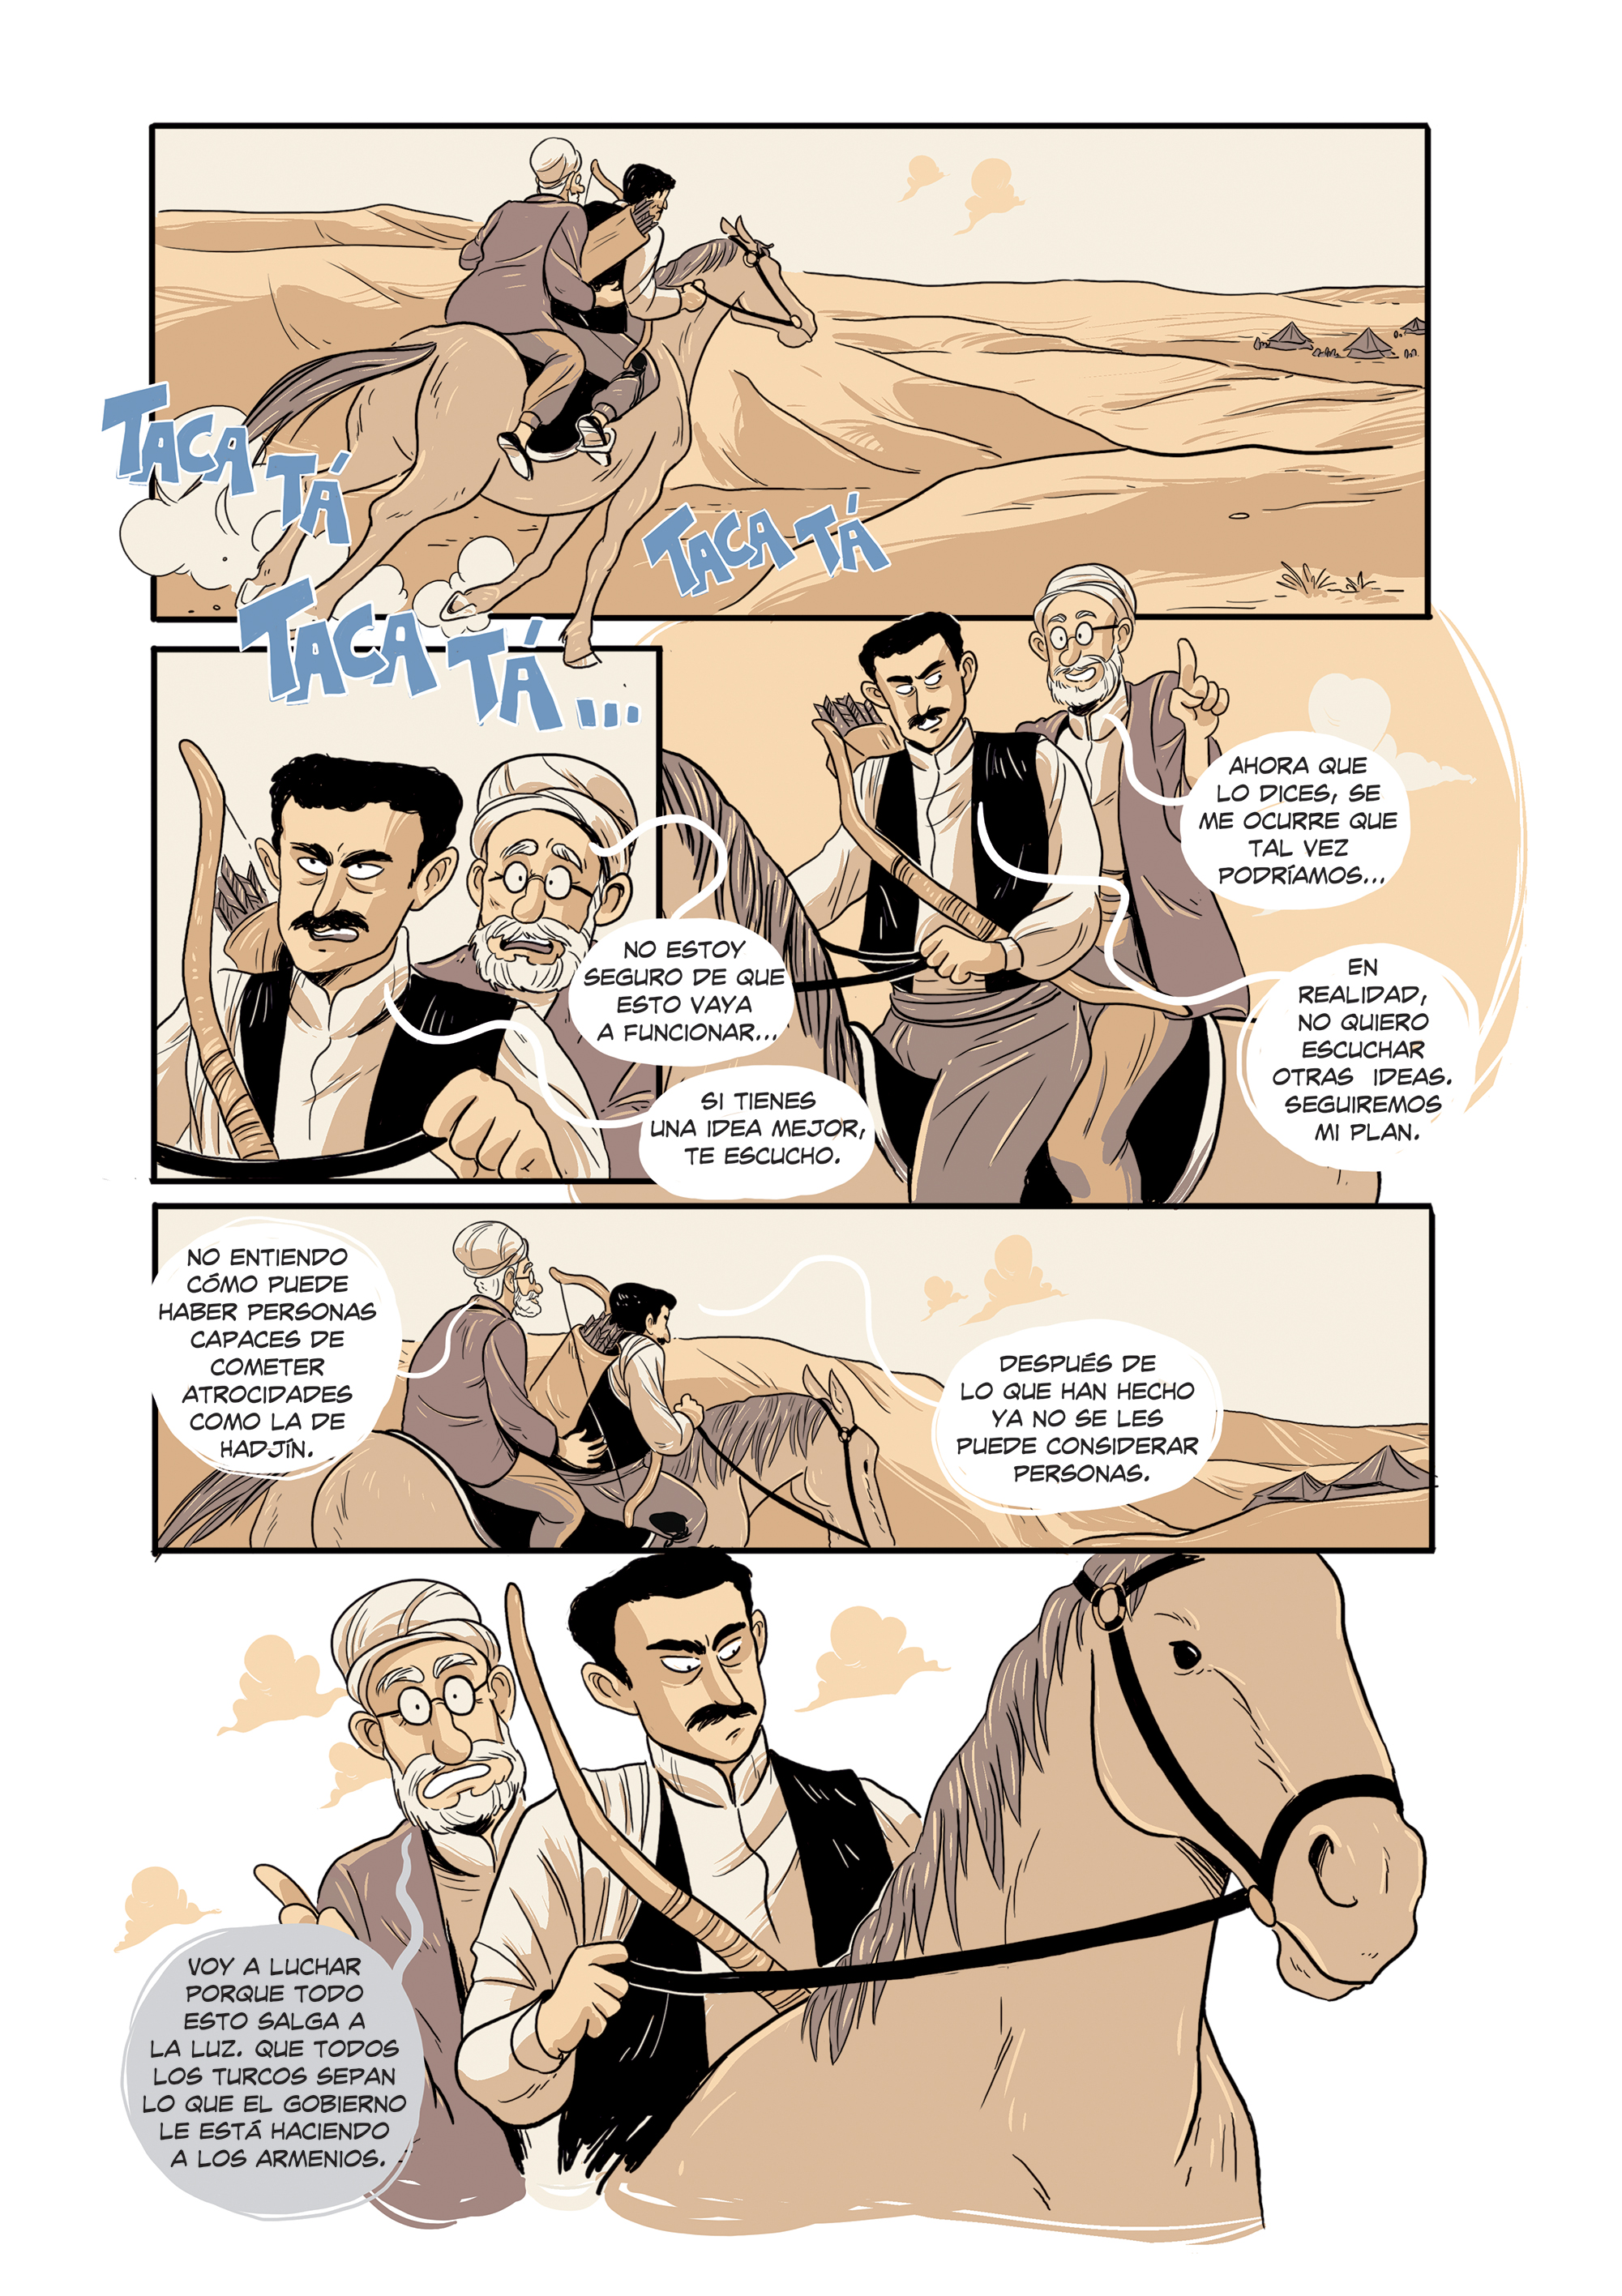 TACA TÁ
TACA TÁ
TACA TÁ...
NO ESTOY
SEGURO DE QUE
ESTO VAYA
A FUNCIONAR...
SI TIENES
UNA IDEA MEJOR,
TE ESCUCHO.
AHORA QUE
LO DICES, SE
ME OCURRE QUE
TAL VEZ
PODRÍAMOS...
EN
REALIDAD,
NO QUIERO
ESCUCHAR
OTRAS IDEAS.
SEGUIREMOS
MI PLAN.
NO ENTIENDO
CÓMO PUEDE
HABER PERSONAS
CAPACES DE
COMETER
ATROCIDADES
COMO LA DE
HADJÍN.
DESPUÉS DE
LO QUE HAN HECHO
YA NO SE LES
PUEDE CONSIDERAR
PERSONAS.
VOY A LUCHAR
PORQUE TODO
ESTO SALGA A
LA LUZ. QUE TODOS
LOS TURCOS SEPAN
LO QUE EL GOBIERNO
LE ESTÁ HACIENDO
A LOS ARMENIOS.